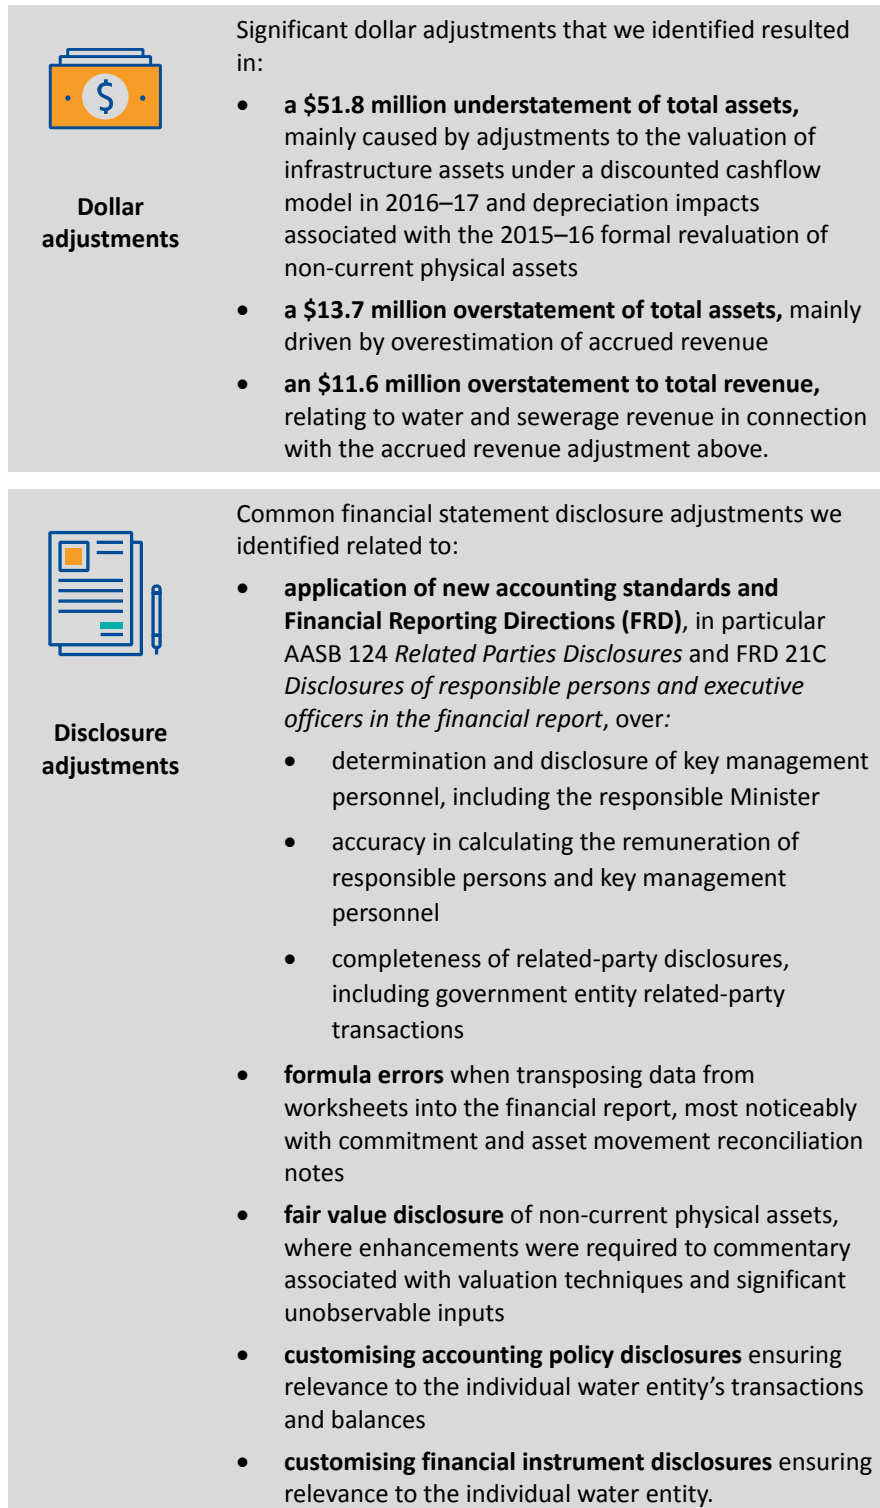 Significant dollar adjustments that we identified resulted
in:
$
Dollar
adjustments
• a $51.8 million understatement of total assets,
mainly caused by adjustments to the valuation of
infrastructure assets under a discounted cashflow
model in 2016–17 and depreciation impacts
associated with the 2015–16 formal revaluation of
non-current physical assets
• a $13.7 million overstatement of total assets, mainly
driven by overestimation of accrued revenue
• an $11.6 million overstatement to total revenue,
relating to water and sewerage revenue in connection
with the accrued revenue adjustment above.
Common financial statement disclosure adjustments we
identified related to:
Disclosure
adjustments
• application of new accounting standards and
Financial Reporting Directions (FRD), in particular
AASB 124 Related Parties Disclosures and FRD 21C
Disclosures of responsible persons and executive
officers in the financial report, over:
• determination and disclosure of key management
personnel, including the responsible Minister
• accuracy in calculating the remuneration of
responsible persons and key management
personnel
• completeness of related-party disclosures,
including government entity related-party
transactions
• formula errors when transposing data from
worksheets into the financial report, most noticeably
with commitment and asset movement reconciliation
notes
• fair value disclosure of non-current physical assets,
where enhancements were required to commentary
associated with valuation techniques and significant
unobservable inputs
• customising accounting policy disclosures ensuring
relevance to the individual water entity's transactions
and balances
• customising financial instrument disclosures ensuring
relevance to the individual water entity.